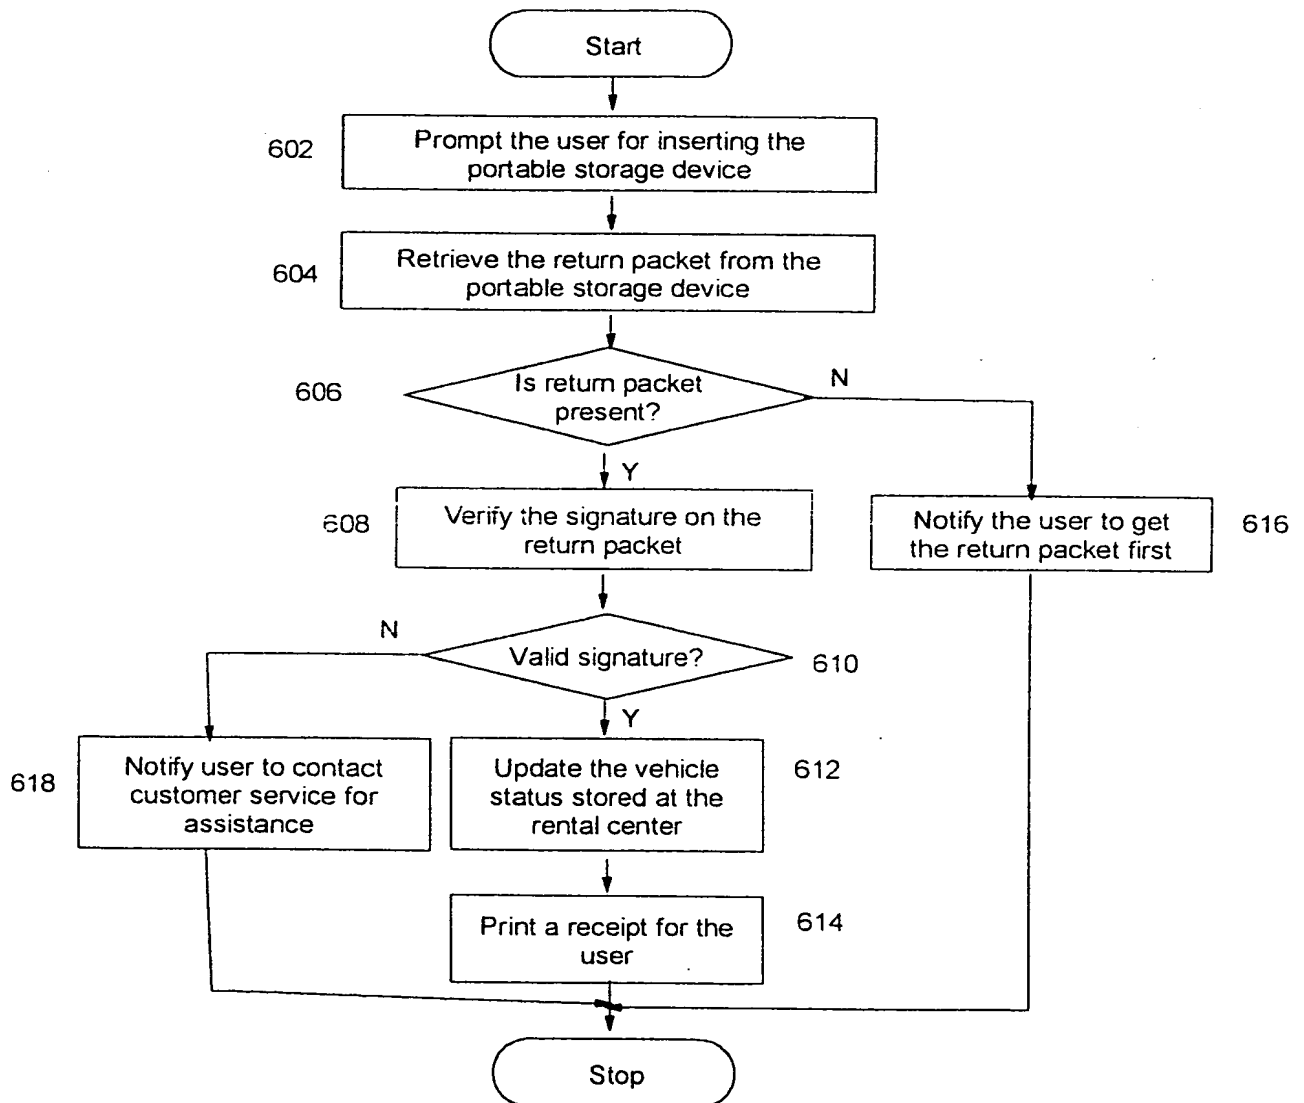 Start
602
Prompt the user for inserting the
portable storage device
604
Retrieve the return packet from the
portable storage device
606
Is return packet
present?
N
Y
608
Verify the signature on the
return packet
Notify the user to get
the return packet first
616
N
Valid signature?
610
Y
618
Notify user to contact
customer service for
assistance
Update the vehicle
status stored at the
rental center
612
Print a receipt for the
user
614
Stop